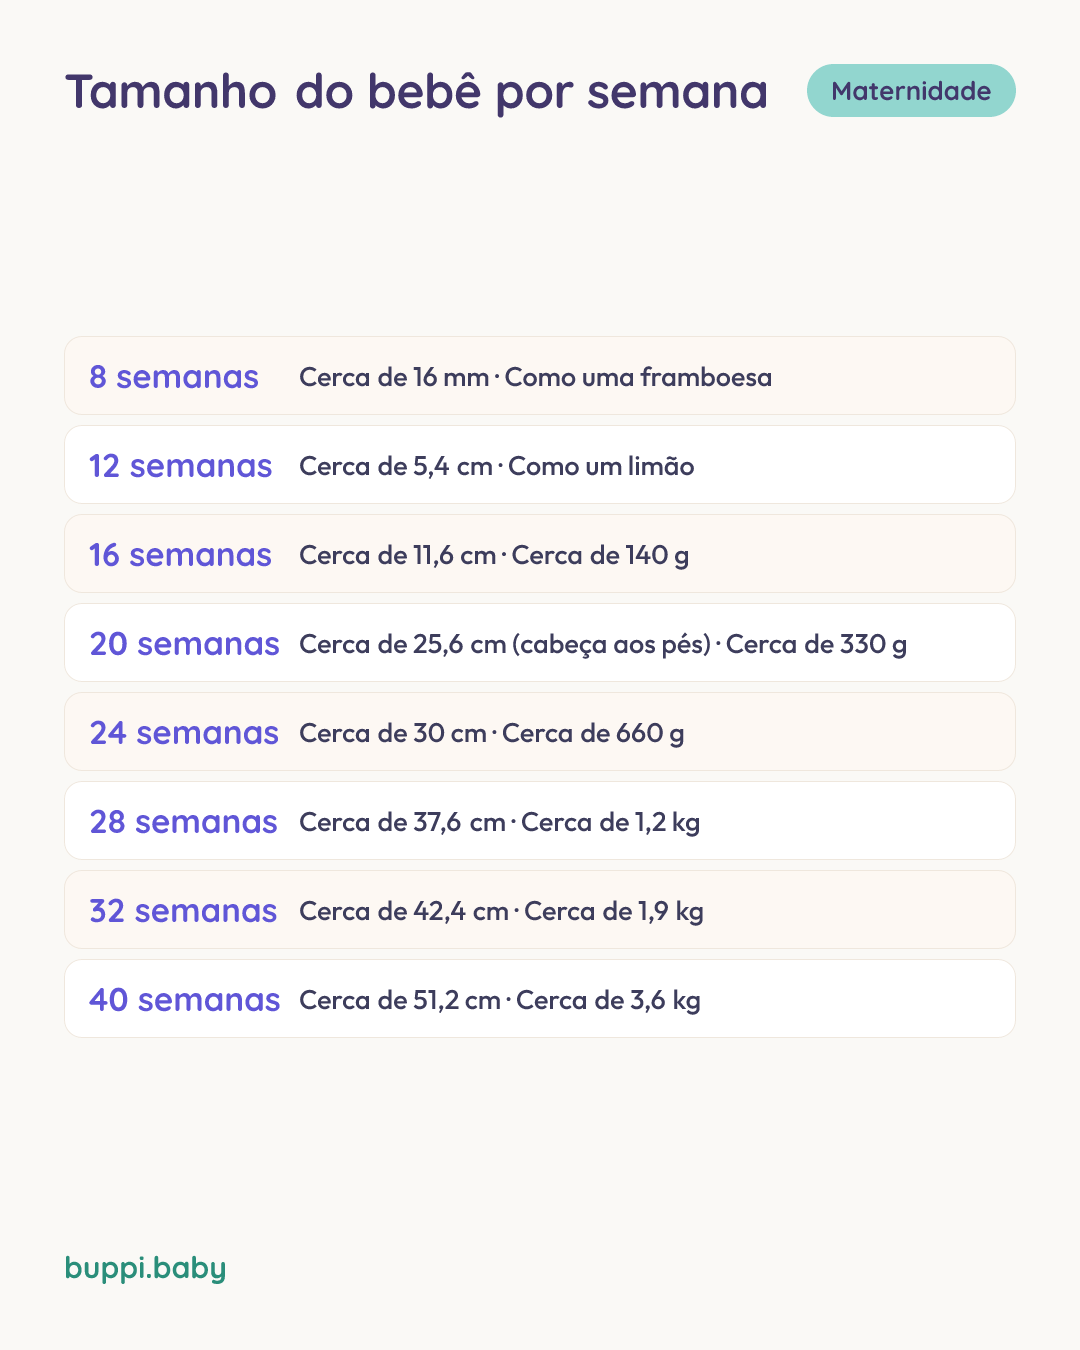 Tamanho do bebê por semana
Maternidade
8 semanas Cerca de 16 mm · Como uma framboesa
12 semanas Cerca de 5,4 cm · Como um limão
16 semanas Cerca de 11,6 cm · Cerca de 140 g
20 semanas Cerca de 25,6 cm (cabeça aos pés) · Cerca de 330 g
24 semanas Cerca de 30 cm · Cerca de 660 g
28 semanas Cerca de 37,6 cm · Cerca de 1,2 kg
32 semanas Cerca de 42,4 cm · Cerca de 1,9 kg
40 semanas Cerca de 51,2 cm · Cerca de 3,6 kg
buppi.baby